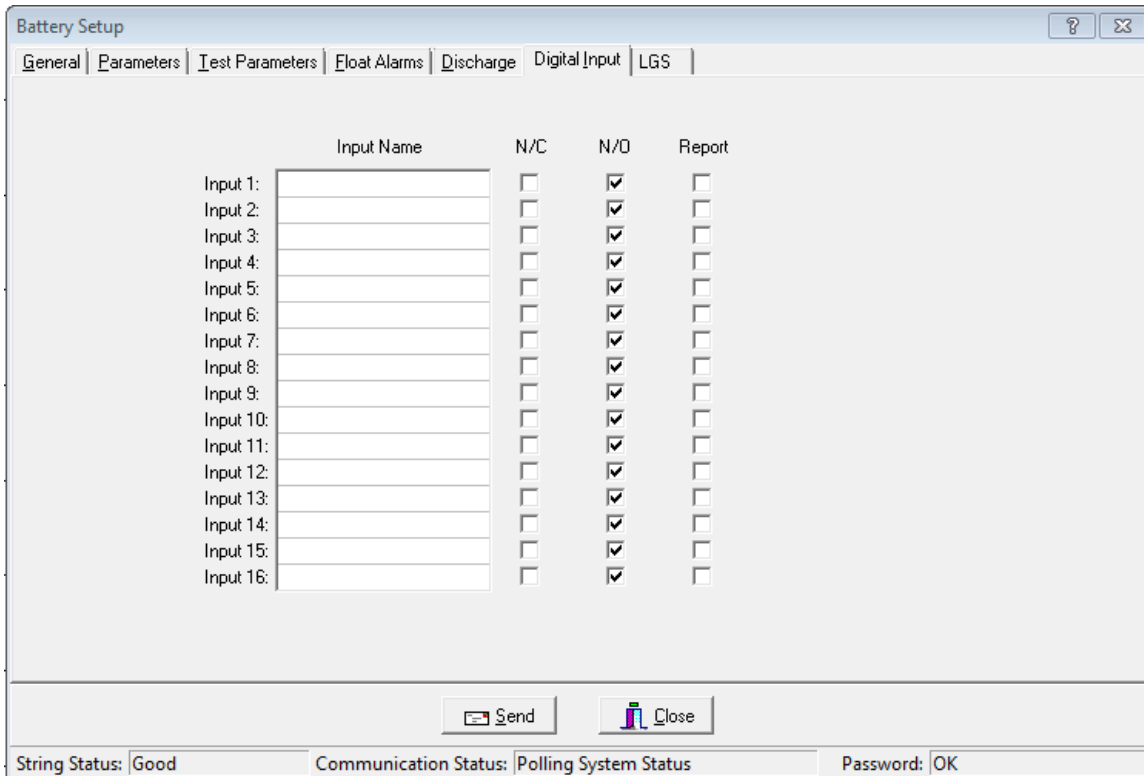 Battery Setup
General Parameters Test Parameters Float Alarms Discharge Digital Input LGS
Input Name N/C N/O Report
Input 1:
Input 2:
Input 3:
Input 4:
Input 5:
Input 6:
Input 7:
Input 8:
Input 9:
Input 10:
Input 11:
Input 12:
Input 13:
Input 14:
Input 15:
Input 16:
Send Close
String Status: Good Communication Status: Polling System Status Password: OK